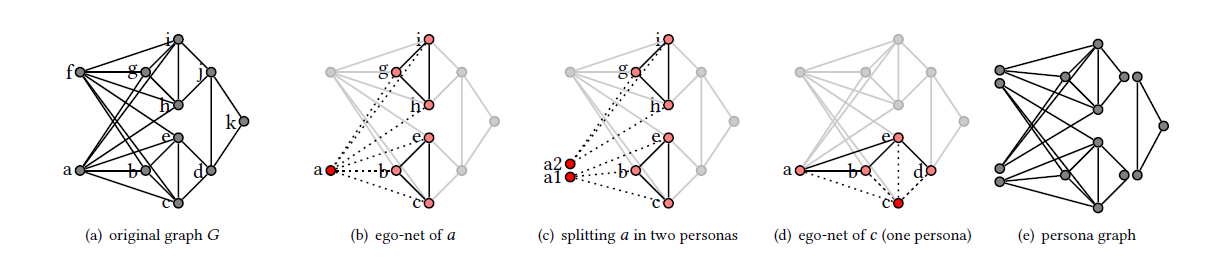 i
f
g
j
h
k
e
a
b
d
c
i
g
h
e
a
b
c
i
g
h
e
a2
a1
b
c
e
a
b
d
c
(a) original graph G
(b) ego-net of a
(c) splitting a in two personas
(d) ego-net of c (one persona)
(e) persona graph